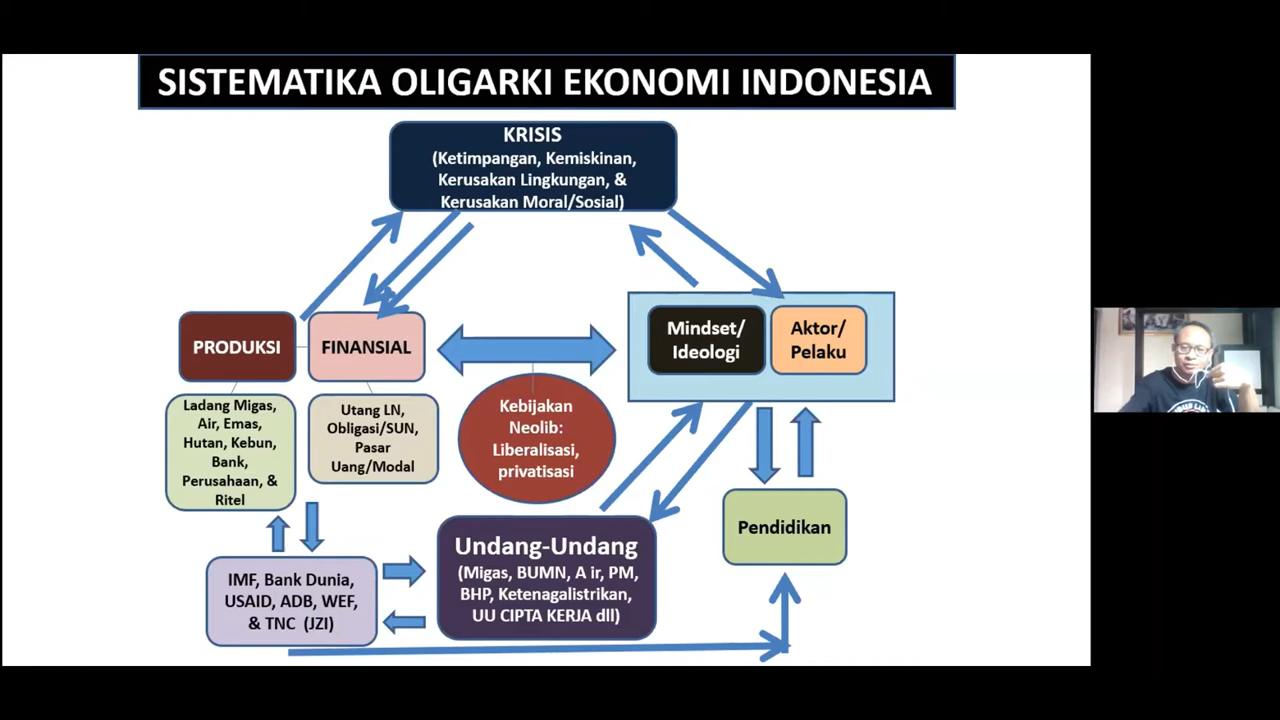 SISTEMATIKA OLIGARKI EKONOMI INDONESIA
KRISIS
(Ketimpangan, Kemiskinan,
Kerusakan Lingkungan, &
Kerusakan Moral/Sosial)
PRODUKSI
FINANSIAL
Mindset/
Ideologi
Aktor/
Pelaku
Ladang Migas,
Air, Emas,
Hutan, Kebun,
Bank,
Perusahaan, &
Ritel
Utang LN,
Obligasi/SUN,
Pasar
Uang/Modal
Kebijakan
Neolib:
Liberalisasi,
privatisasi
IMF, Bank Dunia,
USAID, ADB, WEF,
& TNC  (JZI)
Undang-Undang
(Migas, BUMN, A ir, PM,
BHP, Ketenagalistrikan,
UU CIPTA KERJA dll)
Pendidikan